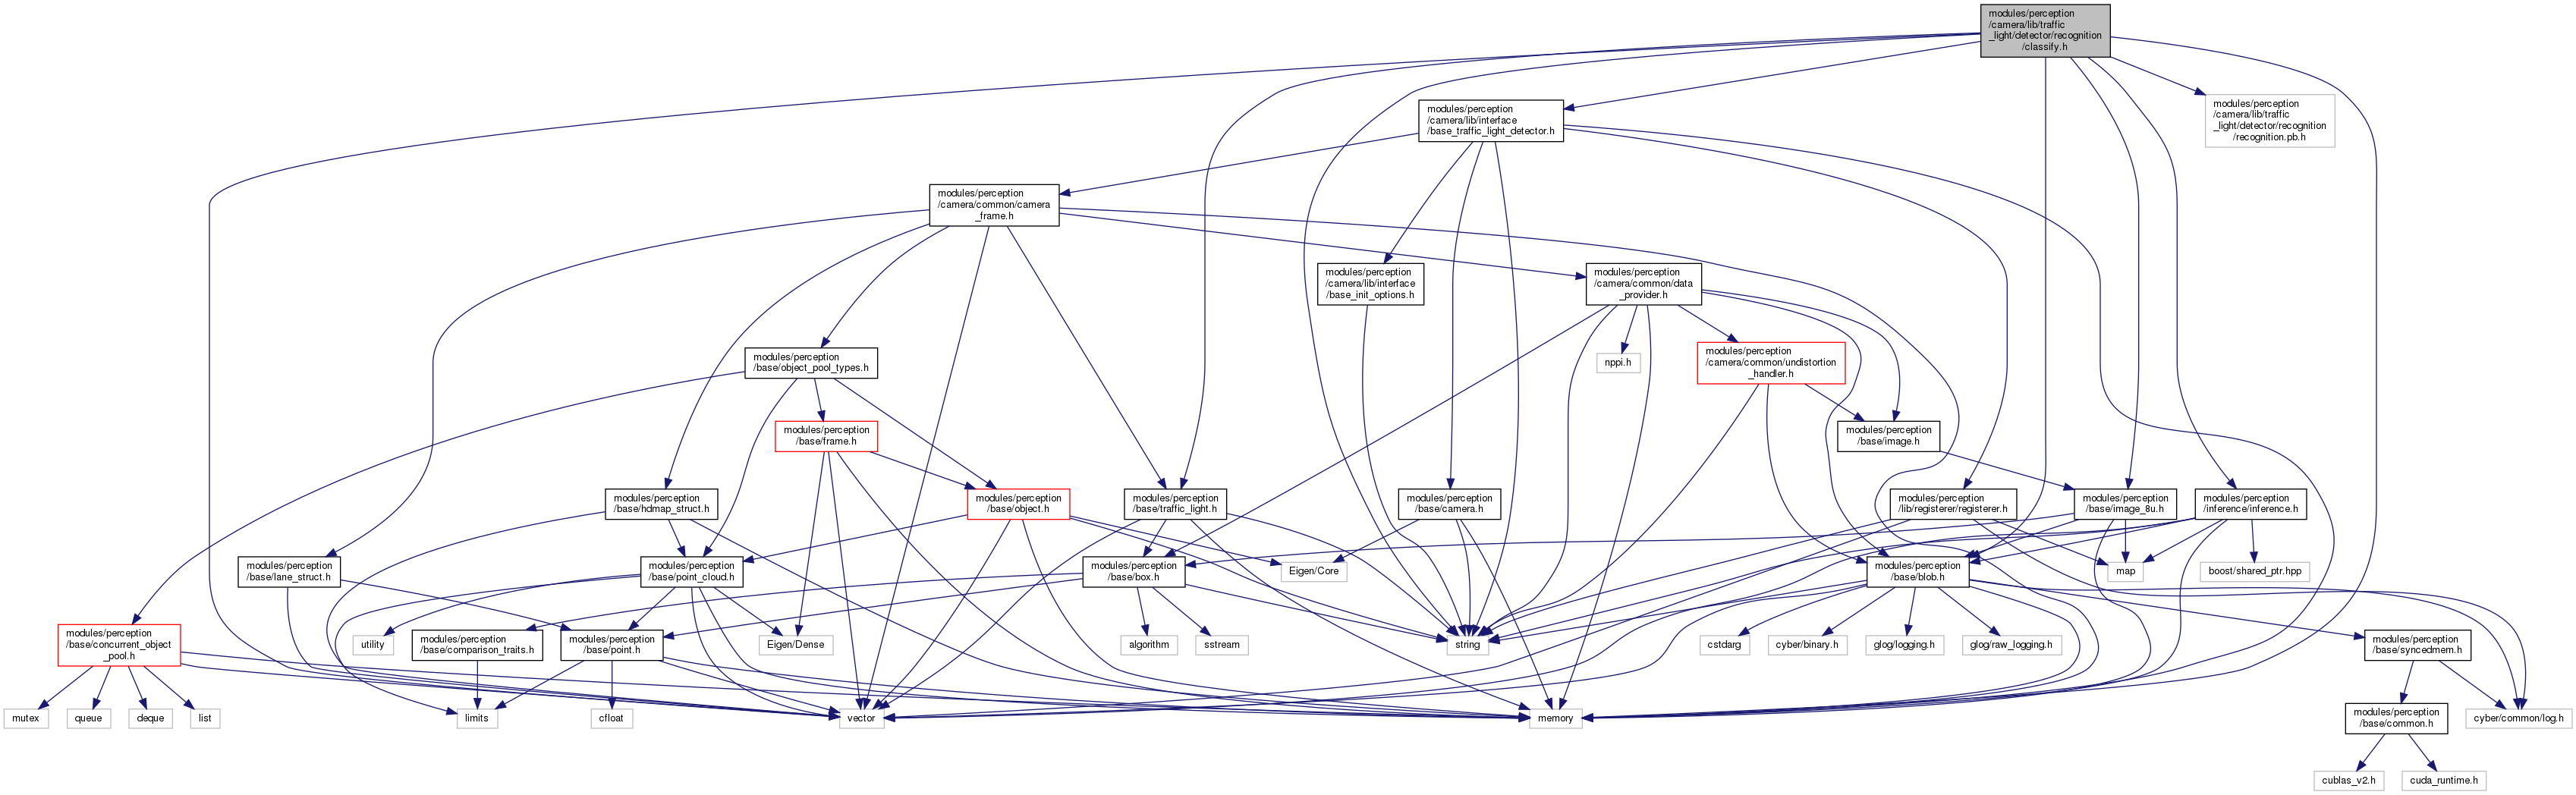 modules/perception
/camera/lib/traffic
_light/detector/recognition
/classify.h
modules/perception
/camera/lib/interface
/base_traffic_light_detector.h
modules/perception
/camera/lib/traffic
_light/detector/recognition
/recognition.pb.h
modules/perception
/camera/common/camera
_frame.h
modules/perception
/camera/lib/interface
/base_init_options.h
modules/perception
/camera/common/data
_provider.h
modules/perception
/base/object_pool_types.h
nppi.h
modules/perception
/camera/common/undistortion
_handler.h
modules/perception
/base/frame.h
modules/perception
/base/image.h
modules/perception
/base/hdmap_struct.h
modules/perception
/base/object.h
modules/perception
/base/traffic_light.h
modules/perception
/base/camera.h
modules/perception
/lib/registerer/registerer.h
modules/perception
/base/image_8u.h
modules/perception
/inference/inference.h
modules/perception
/base/lane_struct.h
modules/perception
/base/point_cloud.h
modules/perception
/base/box.h
Eigen/Core
modules/perception
/base/blob.h
map
boost/shared_ptr.hpp
modules/perception
/base/concurrent_object
_pool.h
utility
modules/perception
/base/comparison_traits.h
modules/perception
/base/point.h
Eigen/Dense
algorithm
sstream
string
cstdarg
cyber/binary.h
glog/logging.h
glog/raw_logging.h
modules/perception
/base/syncedmem.h
mutex
queue
deque
list
limits
cfloat
vector
memory
modules/perception
/base/common.h
cyber/common/log.h
cublas_v2.h
cuda_runtime.h